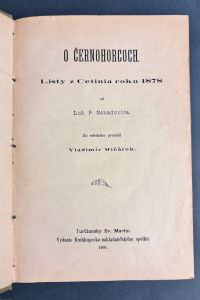 O ČERNOHORCOCH.
Listy z Cetinia roku 1878
od
Ľub. P. Nenadovića.
Zo srbského preložil
Vladimír Mičátek.
Turčiansky Sv. Martin.
Vydanie Kníhkupecko-nakladateľského spolku.
1901.